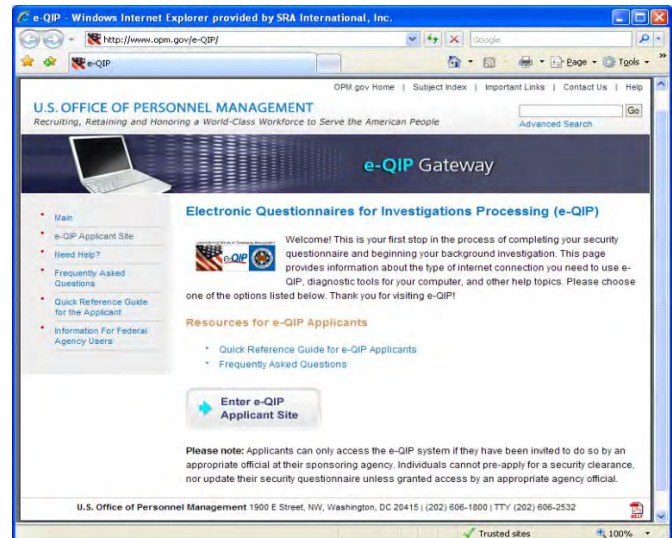 e-QIP - Windows Internet Explorer provided by SRA International, Inc.
http://www.opm.gov/e-QIP/
Google
e-QIP
Page
Tools
OPM.gov Home | Subject Index | Important Links | Contact Us | Help
U.S. OFFICE OF PERSONNEL MANAGEMENT
Recruiting, Retaining and Honoring a World-Class Workforce to Serve the American People
Go
Advanced Search
e-QIP Gateway
Main
e-QIP Applicant Site
Need Help?
Frequently Asked
Questions
Quick Reference Guide
for the Applicant
Information For Federal
Agency Users
Electronic Questionnaires for Investigations Processing (e-QIP)
e-QIP
Welcome! This is your first stop in the process of completing your security
questionnaire and beginning your background investigation. This page
provides information about the type of internet connection you need to use e-
QIP, diagnostic tools for your computer, and other help topics. Please choose
one of the options listed below. Thank you for visiting e-QIP!
Resources for e-QIP Applicants
Quick Reference Guide for e-QIP Applicants
Frequently Asked Questions
Enter e-QIP
Applicant Site
Please note: Applicants can only access the e-QIP system if they have been invited to do so by an
appropriate official at their sponsoring agency. Individuals cannot pre-apply for a security clearance,
nor update their security questionnaire unless granted access by an appropriate agency official.
U.S. Office of Personnel Management 1900 E Street, NW, Washington, DC 20415 | (202) 606-1800 | TTY (202) 606-2532
Trusted sites
100%